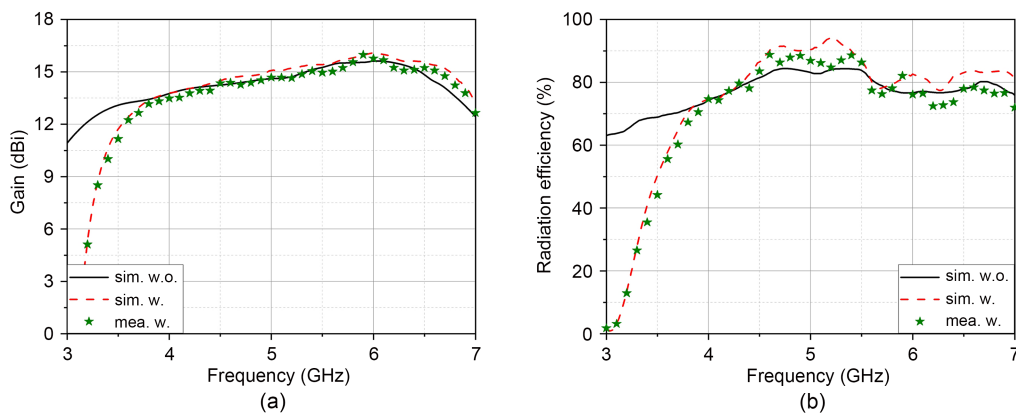 18
15
12
9
6
3
0
Gain (dBi)
sim. w.o.
sim. w.
mea. w.
3 4 5 6 7
Frequency (GHz)
(a)
100
80
60
40
20
0
Radiation efficiency (%)
sim. w.o.
sim. w.
mea. w.
3 4 5 6 7
Frequency (GHz)
(b)